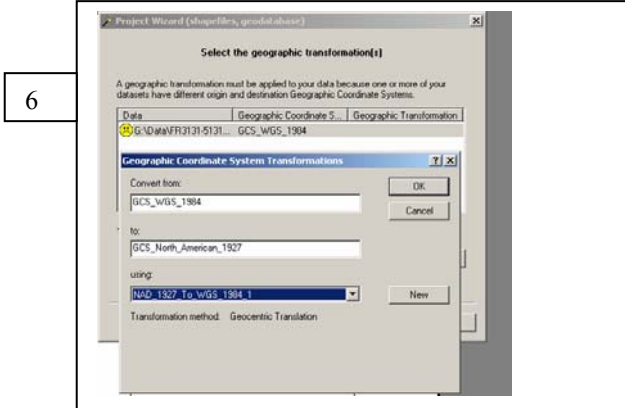 Project Wizard (shapefiles, geodatabase)
Select the geographic transformation(s)
6
A geographic transformation must be applied to your data because one or more of your
datasets have different origin and destination Geographic Coordinate Systems.
Data Geographic Coordinate S... Geographic Transformation
G:\Data\FR3131-5131... GCS_WGS_1984
Geographic Coordinate System Transformations
Convert from:
OK
GCS_WGS_1984
Cancel
to:
GCS_North_American_1927
using:
NAD_1927_To_WGS_1984_1
New
Transformation method: Geocentric Translation